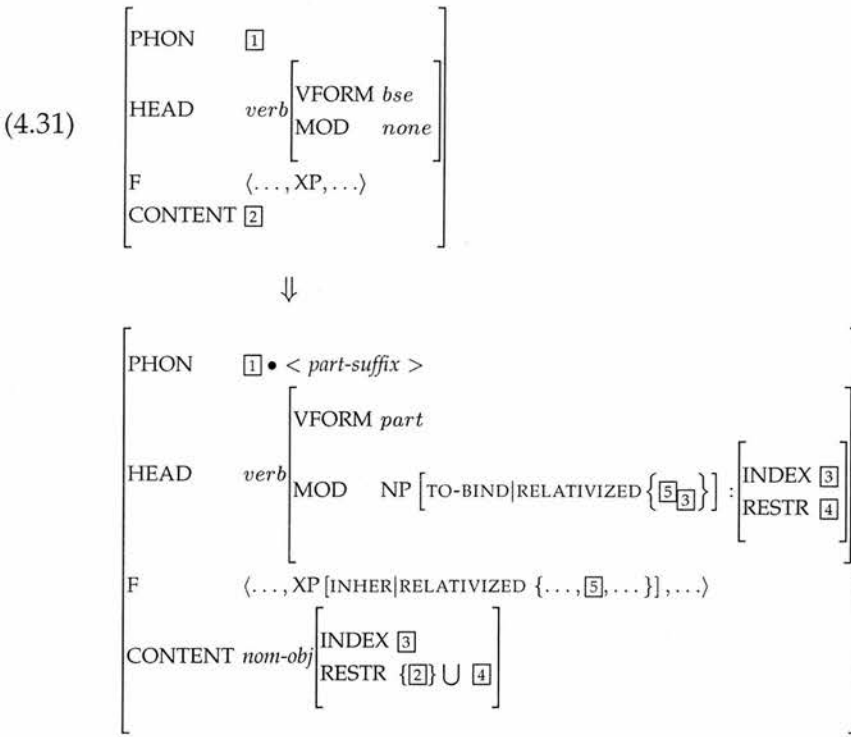 (4.31)
PHON 1
HEAD verb
VFORM bse
MOD none
F ⟨..., XP, ...⟩
CONTENT 2
⇓
PHON 1 • < part-suffix >
HEAD verb
VFORM part
MOD NP [TO-BIND|RELATIVIZED {5 3}] : [INDEX 3
RESTR 4]
F ⟨..., XP [INHER|RELATIVIZED {..., 5, ...}], ...⟩
CONTENT nom-obj
INDEX 3
RESTR {2} ⋃ 4